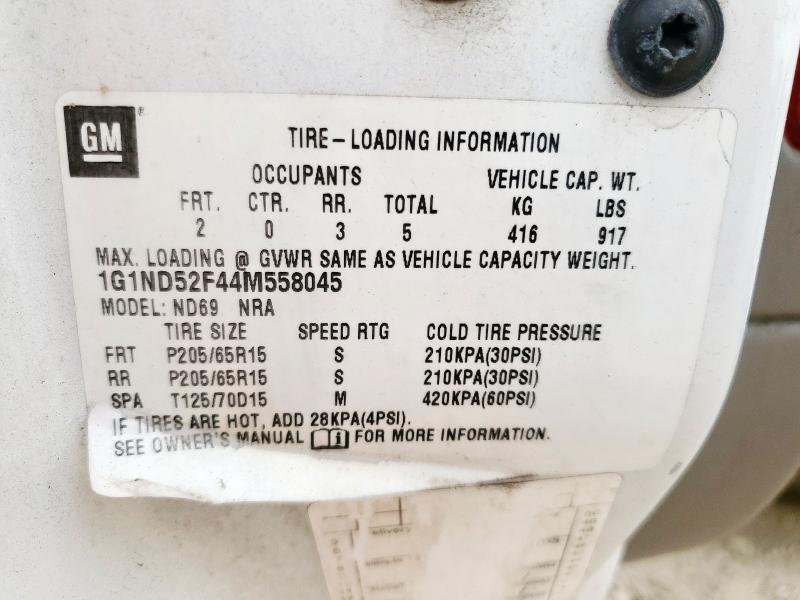 GM
TIRE-LOADING INFORMATION
OCCUPANTS VEHICLE CAP. WT.
FRT. CTR. RR. TOTAL KG LBS
2 0 3 5 416 917
MAX. LOADING @ GVWR SAME AS VEHICLE CAPACITY WEIGHT.
1G1ND52F44M558045
MODEL: ND69 NRA
TIRE SIZE SPEED RTG COLD TIRE PRESSURE
FRT P205/65R15 S 210KPA(30PSI)
RR P205/65R15 S 210KPA(30PSI)
SPA T125/70D15 M 420KPA(60PSI)
IF TIRES ARE HOT, ADD 28KPA(4PSI).
SEE OWNER'S MANUAL i FOR MORE INFORMATION.